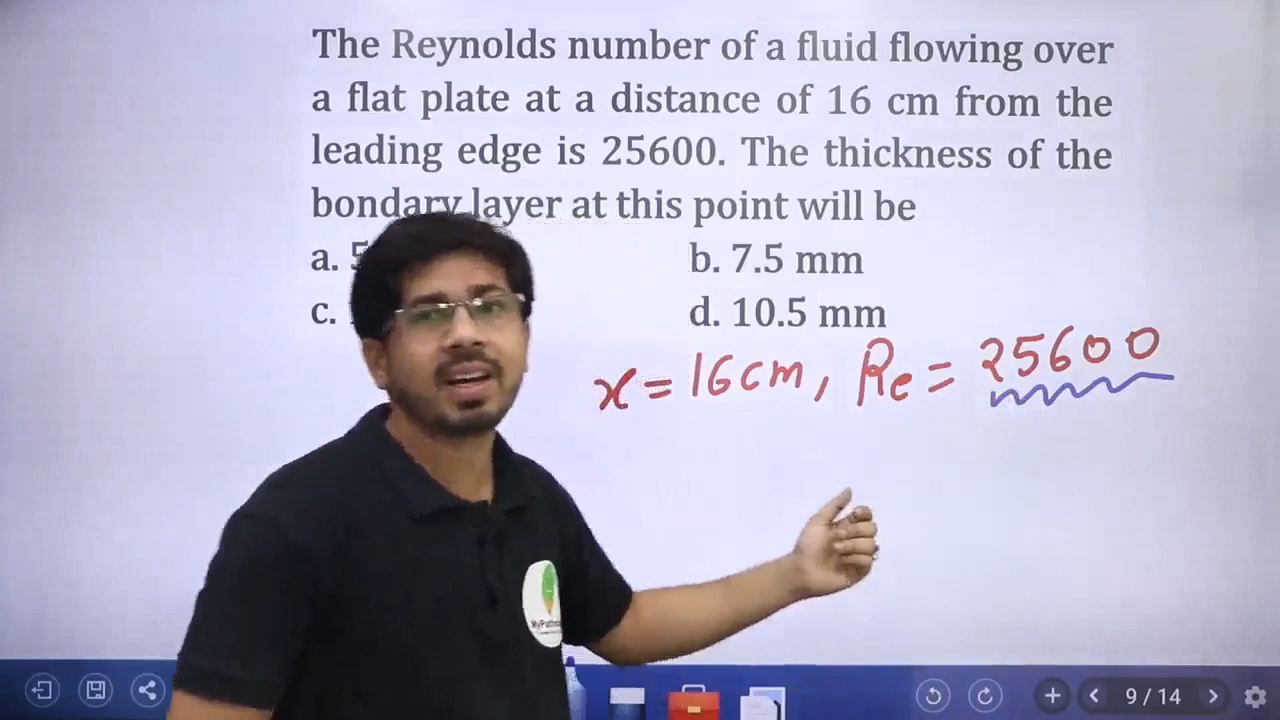 The Reynolds number of a fluid flowing over
a flat plate at a distance of 16 cm from the
leading edge is 25600. The thickness of the
bondary layer at this point will be
a. 5 b. 7.5 mm
c. d. 10.5 mm
x = 16cm, Re = 25600
9 / 14